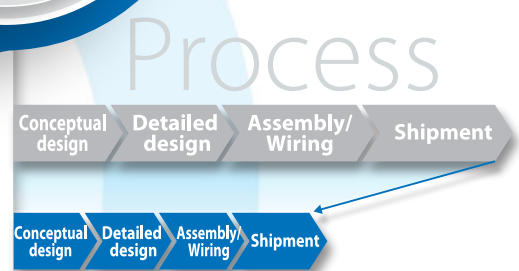 Process
Conceptual
design
Detailed
design
Assembly/
Wiring
Shipment
Conceptual
design
Detailed
design
Assembly/
Wiring
Shipment